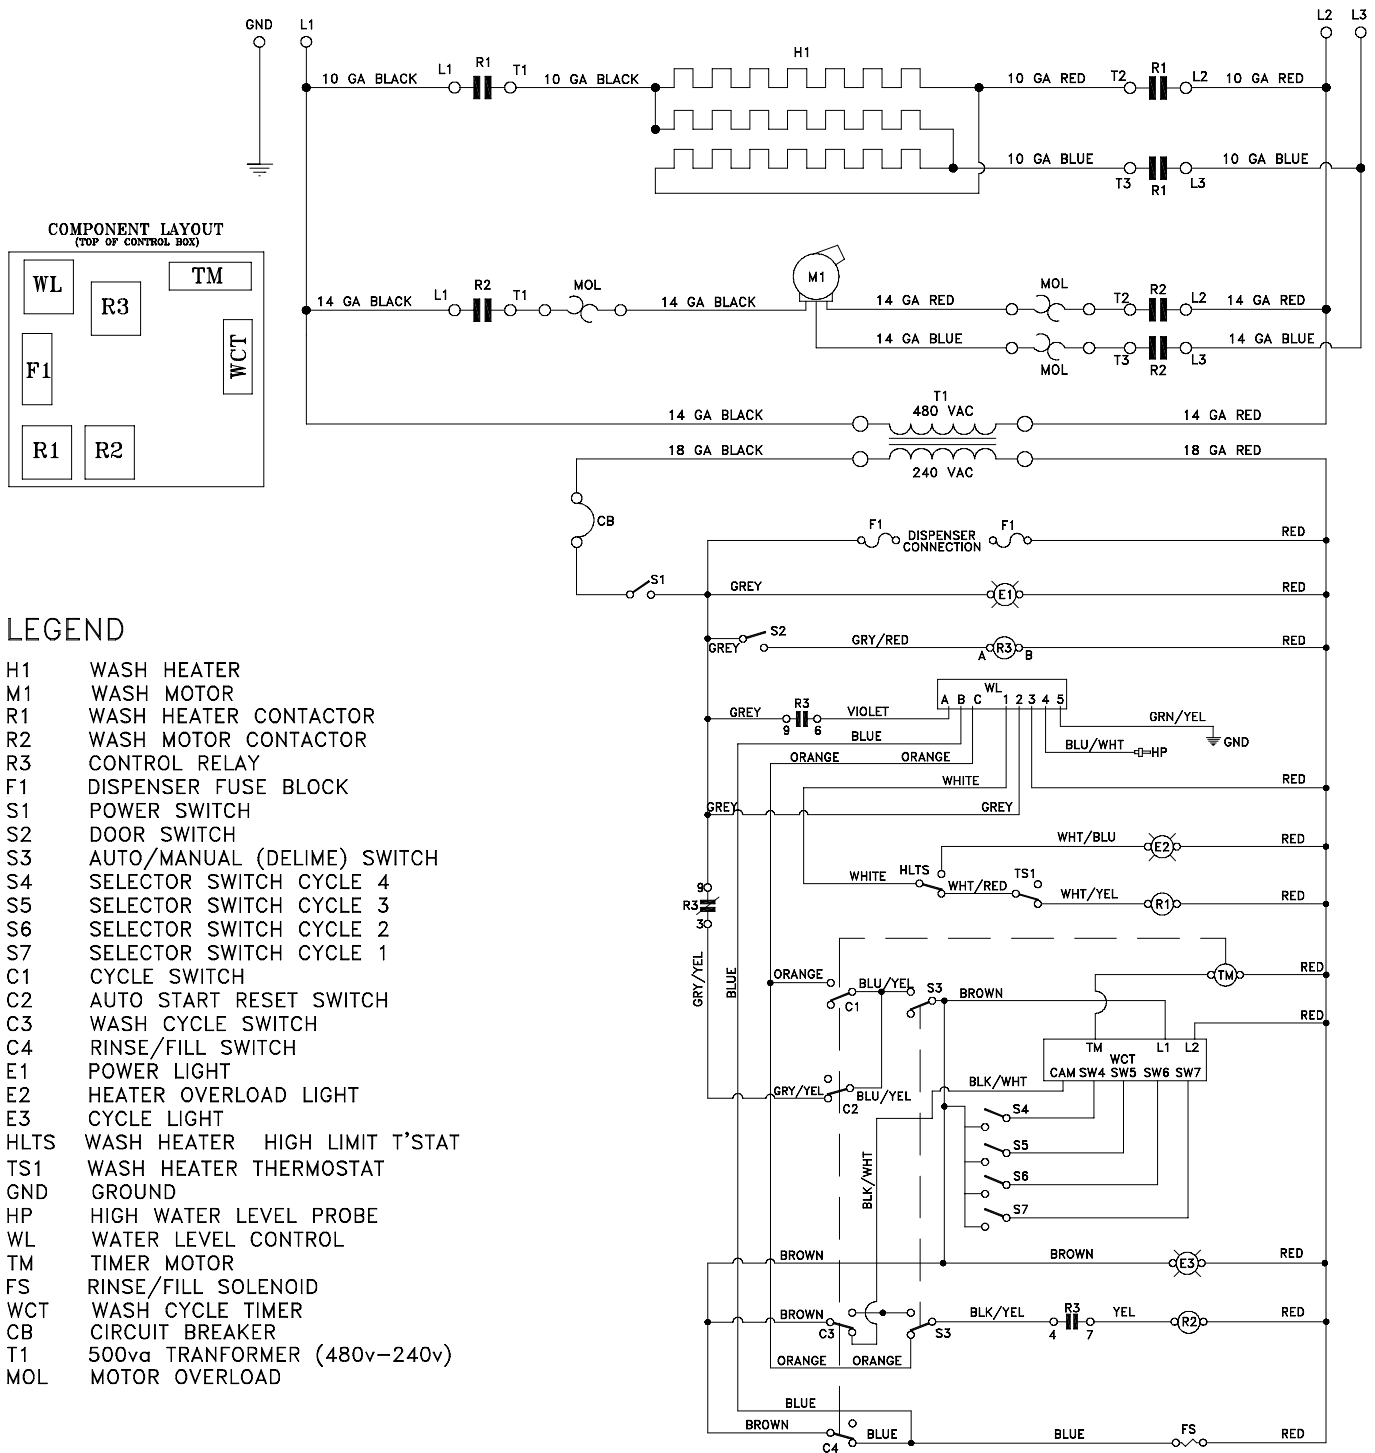 GND L1 L2 L3
H1
10 GA BLACK L1 R1 T1 10 GA BLACK 10 GA RED T2 R1 L2 10 GA RED
10 GA BLUE T3 R1 L3 10 GA BLUE
COMPONENT LAYOUT
(TOP OF CONTROL BOX)
WL TM
R3
F1 WCT
R1 R2
14 GA BLACK L1 R2 T1 MOL 14 GA BLACK M1 14 GA RED MOL T2 R2 L2 14 GA RED
14 GA BLUE MOL T3 R2 L3 14 GA BLUE
T1
14 GA BLACK 480 VAC 14 GA RED
18 GA BLACK 240 VAC 18 GA RED
CB
F1 DISPENSER CONNECTION F1 RED
S1 GREY E1 RED
GREY S2 GRY/RED A R3 B RED
WL
A B C 1 2 3 4 5
GREY R3 9 6 VIOLET GRN/YEL GND
BLUE BLU/WHT HP
ORANGE ORANGE
WHITE RED
GREY GREY
WHT/BLU E2 RED
WHITE HLTS WHT/RED TS1 WHT/YEL R1 RED
9 R3 3
GRY/YEL BLUE
ORANGE TM RED
C1 BLU/YEL S3 BROWN RED
TM L1 L2
WCT
CAM SW4 SW5 SW6 SW7
GRY/YEL C2 BLU/YEL BLK/WHT
S4
S5
BLK/WHT
S6
S7
BROWN BROWN E3 RED
BROWN C3 S3 BLK/YEL R3 4 7 YEL R2 RED
ORANGE ORANGE
BLUE
BROWN C4 BLUE BLUE FS RED
LEGEND
H1 WASH HEATER
M1 WASH MOTOR
R1 WASH HEATER CONTACTOR
R2 WASH MOTOR CONTACTOR
R3 CONTROL RELAY
F1 DISPENSER FUSE BLOCK
S1 POWER SWITCH
S2 DOOR SWITCH
S3 AUTO/MANUAL (DELIME) SWITCH
S4 SELECTOR SWITCH CYCLE 4
S5 SELECTOR SWITCH CYCLE 3
S6 SELECTOR SWITCH CYCLE 2
S7 SELECTOR SWITCH CYCLE 1
C1 CYCLE SWITCH
C2 AUTO START RESET SWITCH
C3 WASH CYCLE SWITCH
C4 RINSE/FILL SWITCH
E1 POWER LIGHT
E2 HEATER OVERLOAD LIGHT
E3 CYCLE LIGHT
HLTS WASH HEATER HIGH LIMIT T'STAT
TS1 WASH HEATER THERMOSTAT
GND GROUND
HP HIGH WATER LEVEL PROBE
WL WATER LEVEL CONTROL
TM TIMER MOTOR
FS RINSE/FILL SOLENOID
WCT WASH CYCLE TIMER
CB CIRCUIT BREAKER
T1 500va TRANFORMER (480v-240v)
MOL MOTOR OVERLOAD